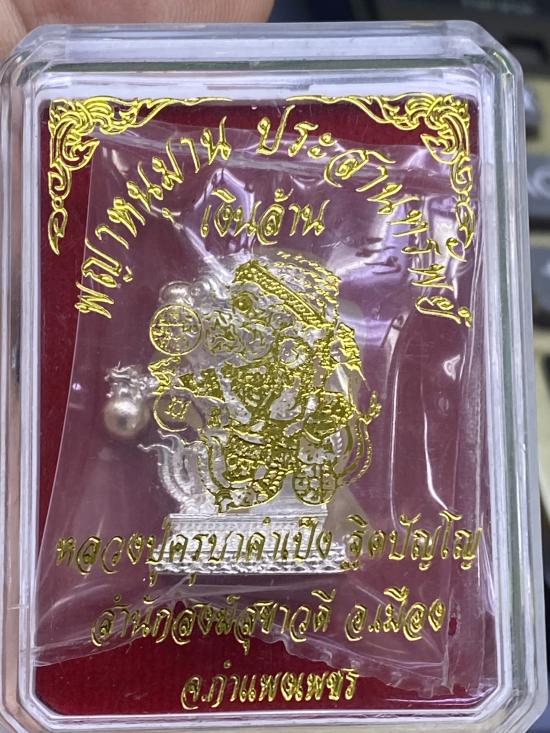 พญาหนุมาน ประสานทรัพย์
เงินล้าน
หลวงปู่ครูบาคำเป็ง ฐิตปัญโญ
สำนักสงฆ์สุขาวดี อ.เมือง
จ.กำแพงเพชร